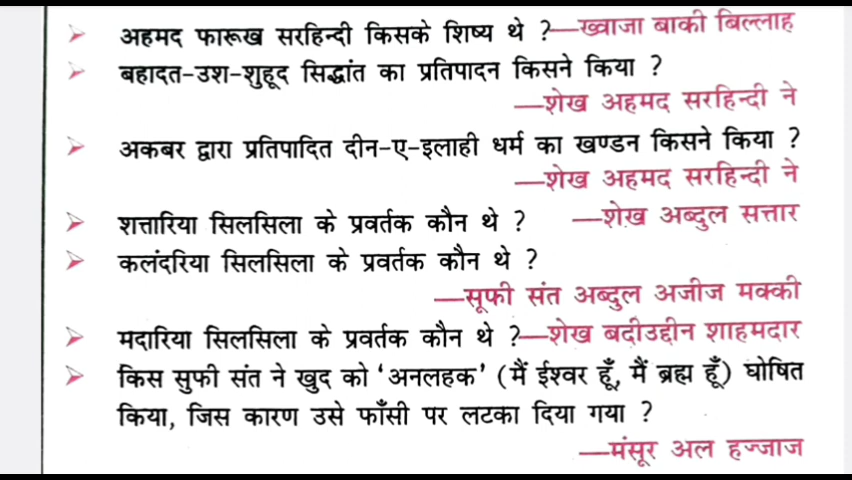 अहमद फारूख सरहिन्दी किसके शिष्य थे ?—ख्वाजा बाकी बिल्लाह
बहादत-उश-शुहूद सिद्धांत का प्रतिपादन किसने किया ?
—शेख अहमद सरहिन्दी ने
अकबर द्वारा प्रतिपादित दीन-ए-इलाही धर्म का खण्डन किसने किया ?
—शेख अहमद सरहिन्दी ने
शत्तारिया सिलसिला के प्रवर्तक कौन थे ? —शेख अब्दुल सत्तार
कलंदरिया सिलसिला के प्रवर्तक कौन थे ?
—सूफी संत अब्दुल अजीज मक्की
मदारिया सिलसिला के प्रवर्तक कौन थे ?—शेख बदीउद्दीन शाहमदार
किस सुफी संत ने खुद को ‘अनलहक’ (मैं ईश्वर हूँ, मैं ब्रह्म हूँ) घोषित
किया, जिस कारण उसे फाँसी पर लटका दिया गया ?
—मंसूर अल हज्जाज